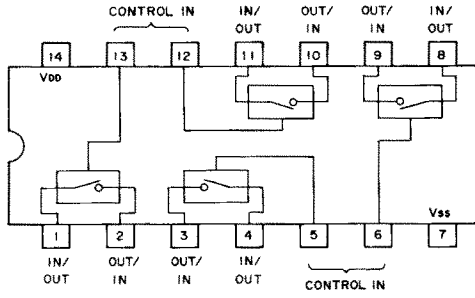 CONTROL IN
IN/ OUT/ OUT/ IN/
OUT IN IN OUT
14 13 12 11 10 9 8
VDD
VSS
1 2 3 4 5 6 7
IN/ OUT/ OUT/ IN/
OUT IN IN OUT
CONTROL IN